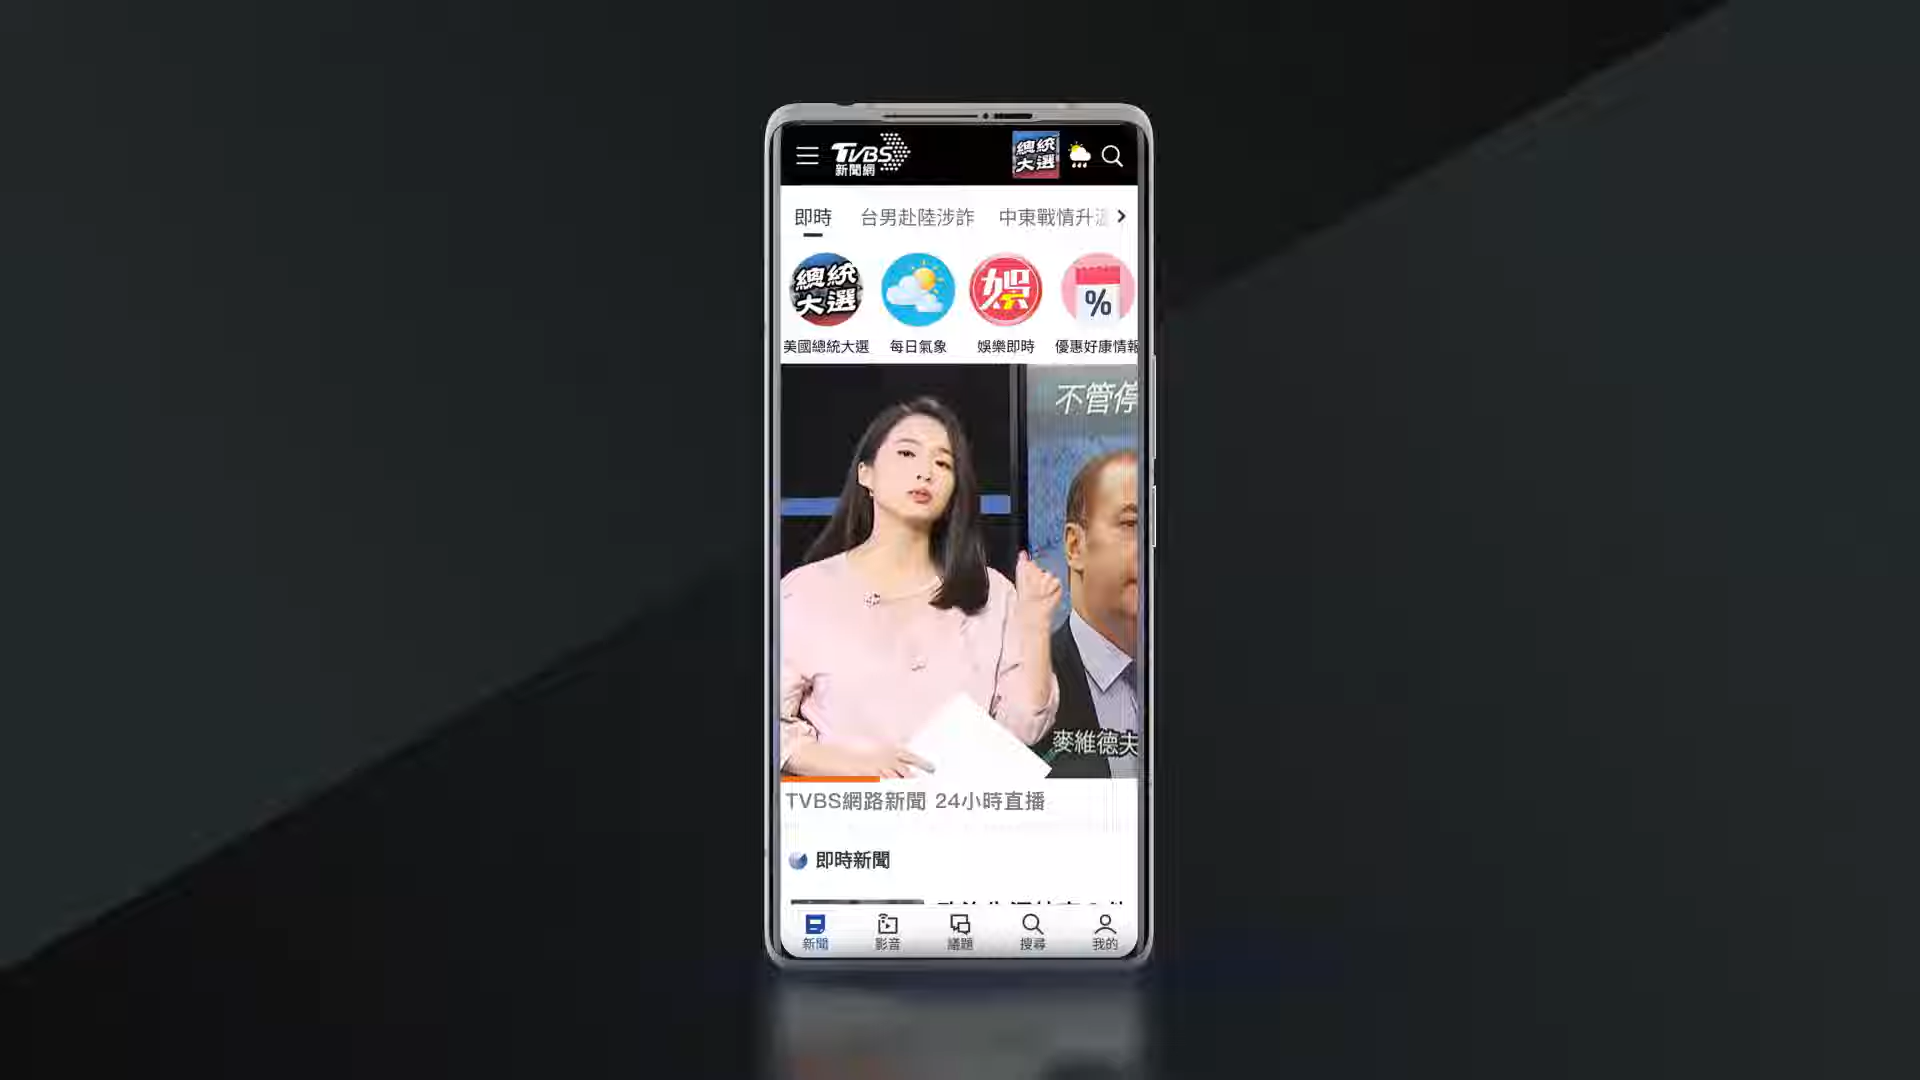 TVBS
新聞網
總統
大選
即時 台男赴陸涉詐 中東戰情升溫
總統
大選
娛
%
美國總統大選 每日氣象 娛樂即時 優惠好康情報
不管停
麥維德夫
TVBS網路新聞 24小時直播
即時新聞
新聞 影音 議題 搜尋 我的